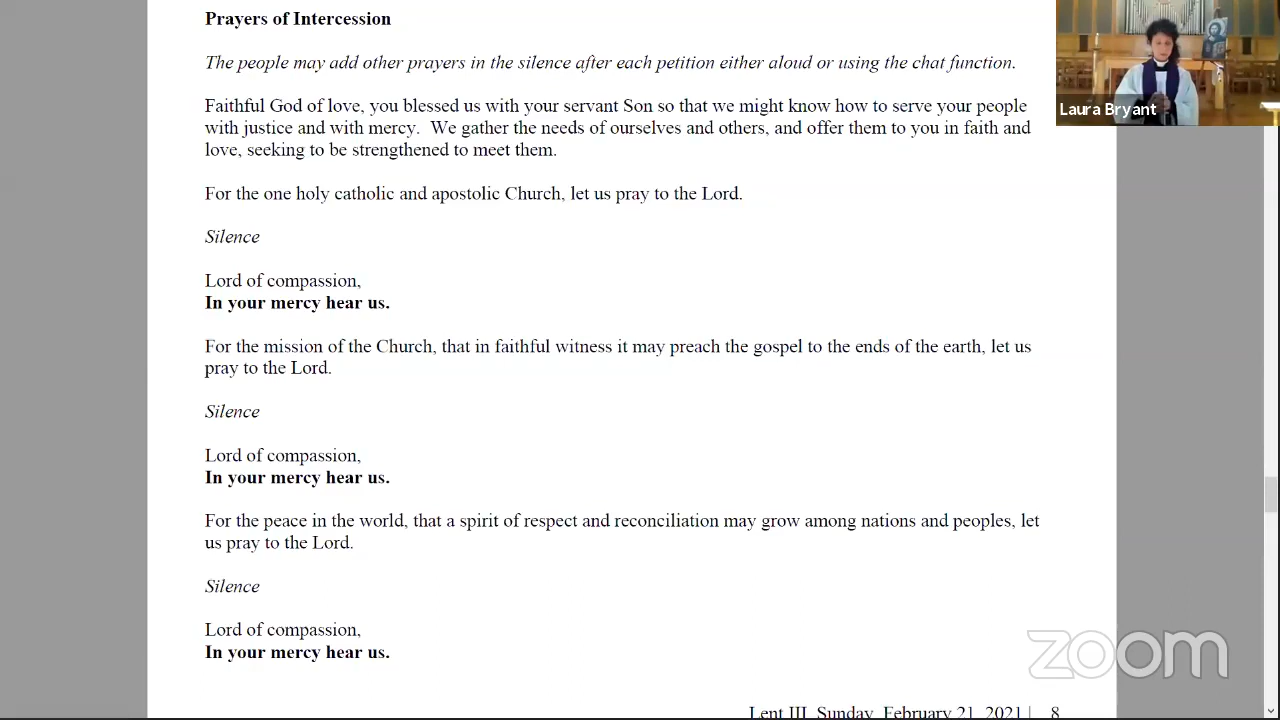 Prayers of Intercession
The people may add other prayers in the silence after each petition either aloud or using the chat function.
Faithful God of love, you blessed us with your servant Son so that we might know how to serve your people
with justice and with mercy.  We gather the needs of ourselves and others, and offer them to you in faith and
love, seeking to be strengthened to meet them.
For the one holy catholic and apostolic Church, let us pray to the Lord.
Silence
Lord of compassion,
In your mercy hear us.
For the mission of the Church, that in faithful witness it may preach the gospel to the ends of the earth, let us
pray to the Lord.
Silence
Lord of compassion,
In your mercy hear us.
For the peace in the world, that a spirit of respect and reconciliation may grow among nations and peoples, let
us pray to the Lord.
Silence
Lord of compassion,
In your mercy hear us.
Lent III, Sunday, February 21, 2021 | 8
Laura Bryant
zoom